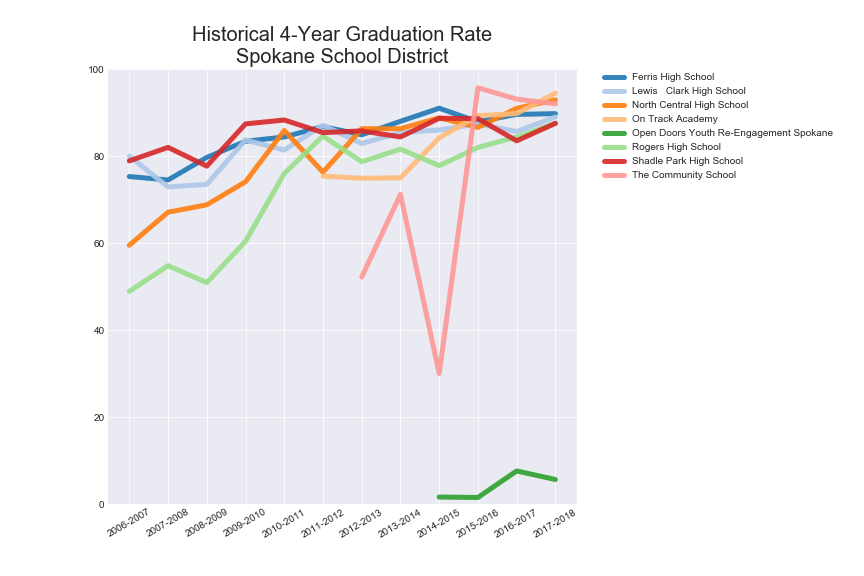 Historical 4-Year Graduation Rate
Spokane School District
100
80
60
40
20
0
2006-2007
2007-2008
2008-2009
2009-2010
2010-2011
2011-2012
2012-2013
2013-2014
2014-2015
2015-2016
2016-2017
2017-2018
Ferris High School
Lewis   Clark High School
North Central High School
On Track Academy
Open Doors Youth Re-Engagement Spokane
Rogers High School
Shadle Park High School
The Community School